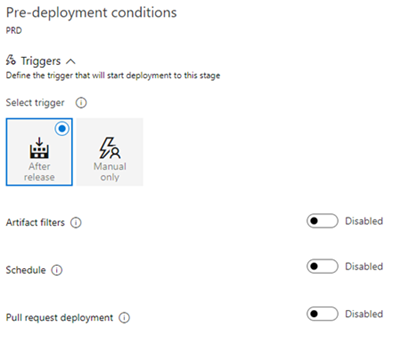 Pre-deployment conditions
PRD
Triggers
Define the trigger that will start deployment to this stage
Select trigger
After
release
Manual
only
Artifact filters
Disabled
Schedule
Disabled
Pull request deployment
Disabled